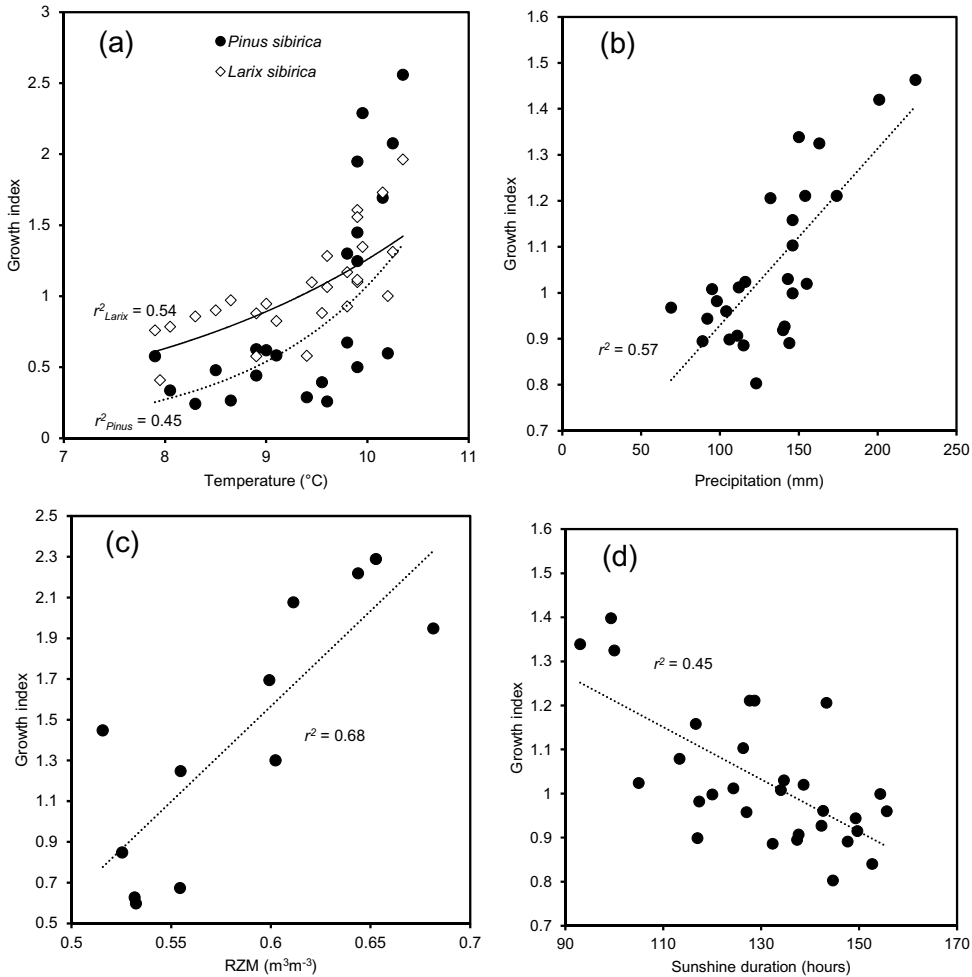 (a)
Pinus sibirica
Larix sibirica
3
2.5
2
1.5
1
0.5
0
Growth index
r²Larix = 0.54
r²Pinus = 0.45
7 8 9 10 11
Temperature (°C)
(b)
1.6
1.5
1.4
1.3
1.2
1.1
1
0.9
0.8
0.7
Growth index
r² = 0.57
0 50 100 150 200 250
Precipitation (mm)
(c)
2.5
2.3
2.1
1.9
1.7
1.5
1.3
1.1
0.9
0.7
0.5
Growth index
r² = 0.68
0.5 0.55 0.6 0.65 0.7
RZM (m³m⁻³)
(d)
1.6
1.5
1.4
1.3
1.2
1.1
1.0
0.9
0.8
0.7
Growth index
r² = 0.45
90 110 130 150 170
Sunshine duration (hours)